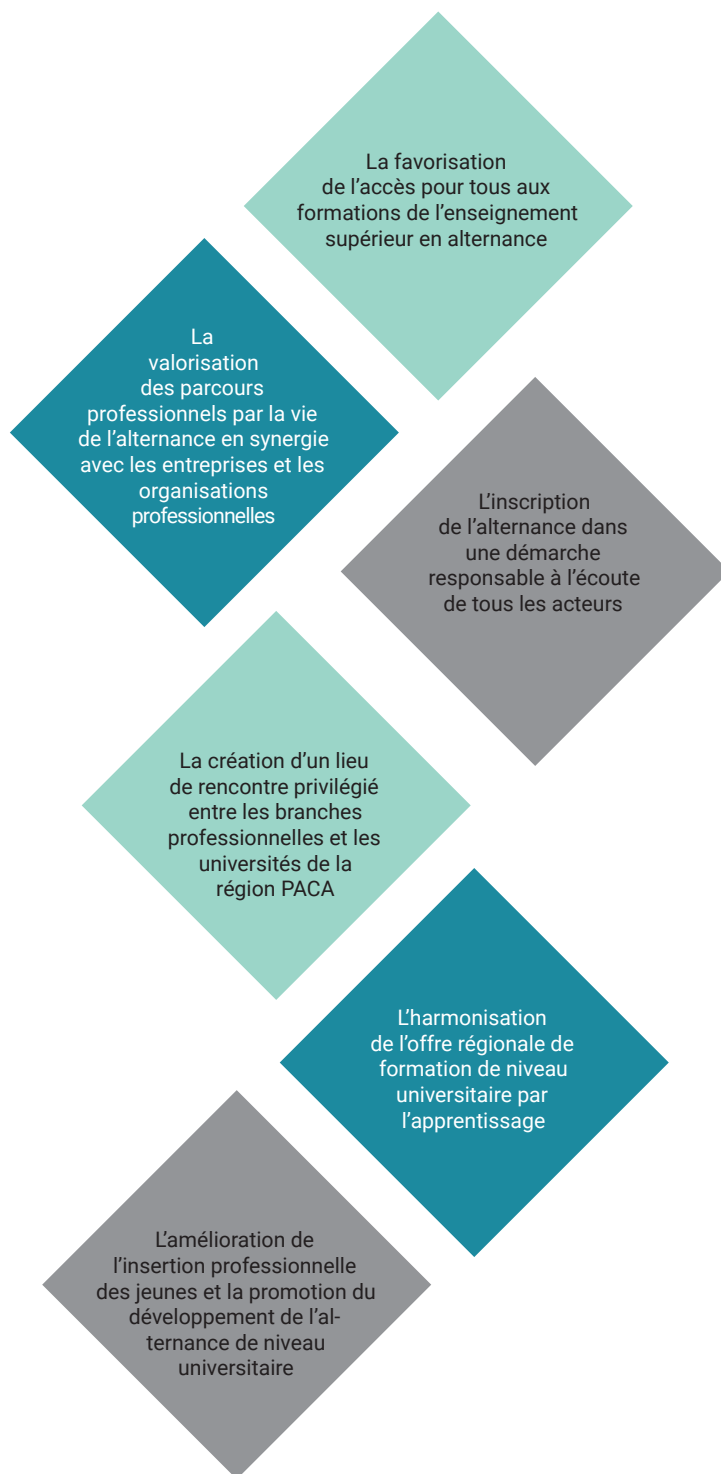 La favorisation
de l’accès pour tous aux
formations de l’enseignement
supérieur en alternance
La
valorisation
des parcours
professionnels par la vie
de l’alternance en synergie
avec les entreprises et les
organisations
professionnelles
L’inscription
de l’alternance dans
une démarche
responsable à l’écoute
de tous les acteurs
La création d’un lieu
de rencontre privilégié
entre les branches
professionnelles et les
universités de la
région PACA
L’harmonisation
de l’offre régionale de
formation de niveau
universitaire par
l’apprentissage
L’amélioration de
l’insertion professionnelle
des jeunes et la promotion du
développement de l’al-
ternance de niveau
universitaire